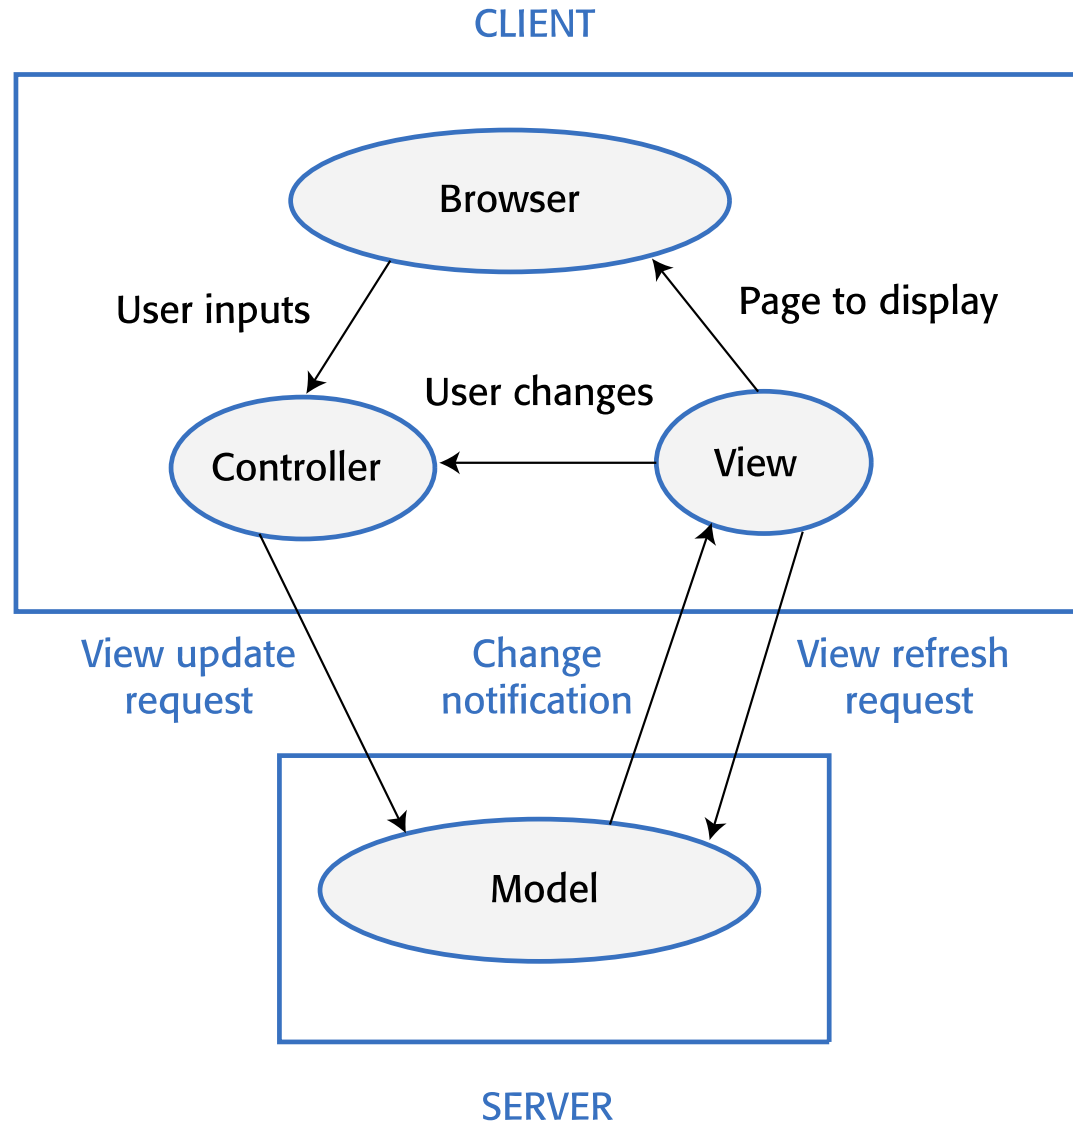 CLIENT
Browser
User inputs
Page to display
User changes
Controller
View
View update
request
Change
notification
View refresh
request
Model
SERVER